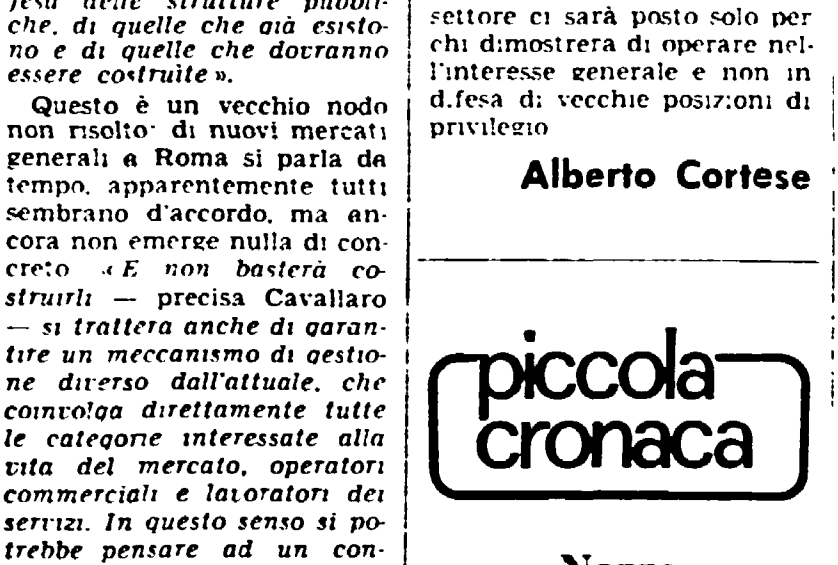 fesa delle strutture pubbli-
che, di quelle che già esisto-
no e di quelle che dovranno
essere costruite».
Questo è un vecchio nodo
non risolto: di nuovi mercati
generali a Roma si parla da
tempo, apparentemente tutti
sembrano d'accordo, ma an-
cora non emerge nulla di con-
creto «E non basterà co-
struirli — precisa Cavallaro
— si tratterà anche di garan-
tire un meccanismo di gestio-
ne diverso dall'attuale, che
coinvolga direttamente tutte
le categorie interessate alla
vita del mercato, operatori
commerciali e lavoratori dei
servizi. In questo senso si po-
trebbe pensare ad un con-
settore ci sarà posto solo per
chi dimostrerà di operare nel-
l'interesse generale e non in
difesa di vecchie posizioni di
privilegio
Alberto Cortese
piccola
cronaca